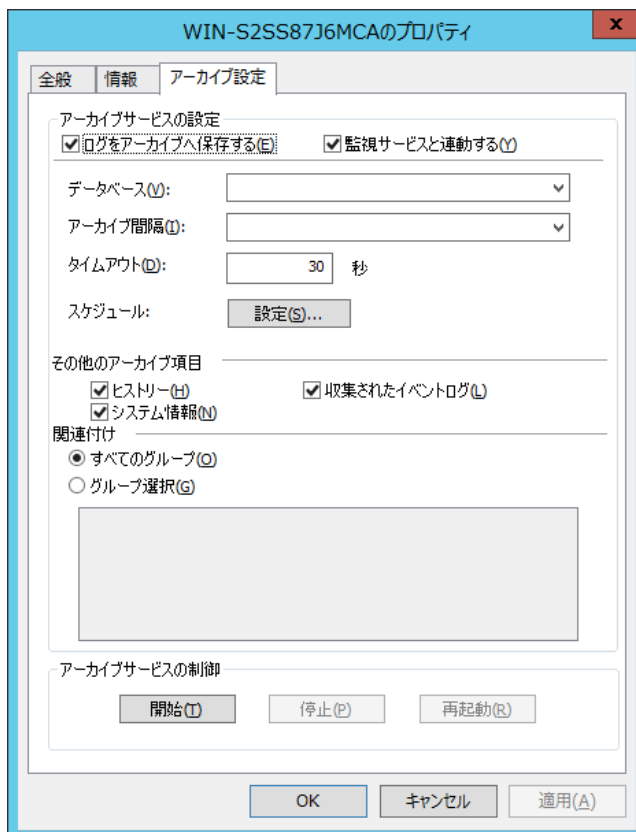 WIN-S2SS87J6MCAのプロパティ
x
全般 情報 アーカイブ設定
アーカイブサービスの設定
ログをアーカイブへ保存する(E) 監視サービスと連動する(Y)
データベース(V):
アーカイブ間隔(I):
タイムアウト(D): 30 秒
スケジュール: 設定(S)...
その他のアーカイブ項目
ヒストリー(H) 収集されたイベントログ(L)
システム情報(N)
関連付け
すべてのグループ(O)
グループ選択(G)
アーカイブサービスの制御
開始(T) 停止(P) 再起動(R)
OK キャンセル 適用(A)